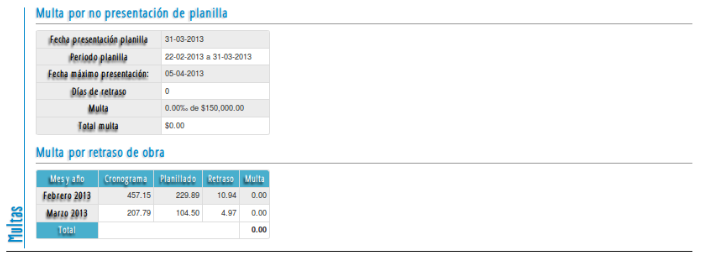 Multa por no presentación de planilla
Fecha presentación planilla 31-03-2013
Periodo planilla 22-02-2013 a 31-03-2013
Fecha máximo presentación: 05-04-2013
Días de retraso 0
Multa 0.00‰ de $150,000.00
Total multa $0.00
Multa por retraso de obra
Mes y año Cronograma Planillado Retraso Multa
Febrero 2013 457.15 229.89 10.94 0.00
Marzo 2013 207.79 104.50 4.97 0.00
Total 0.00
Multas